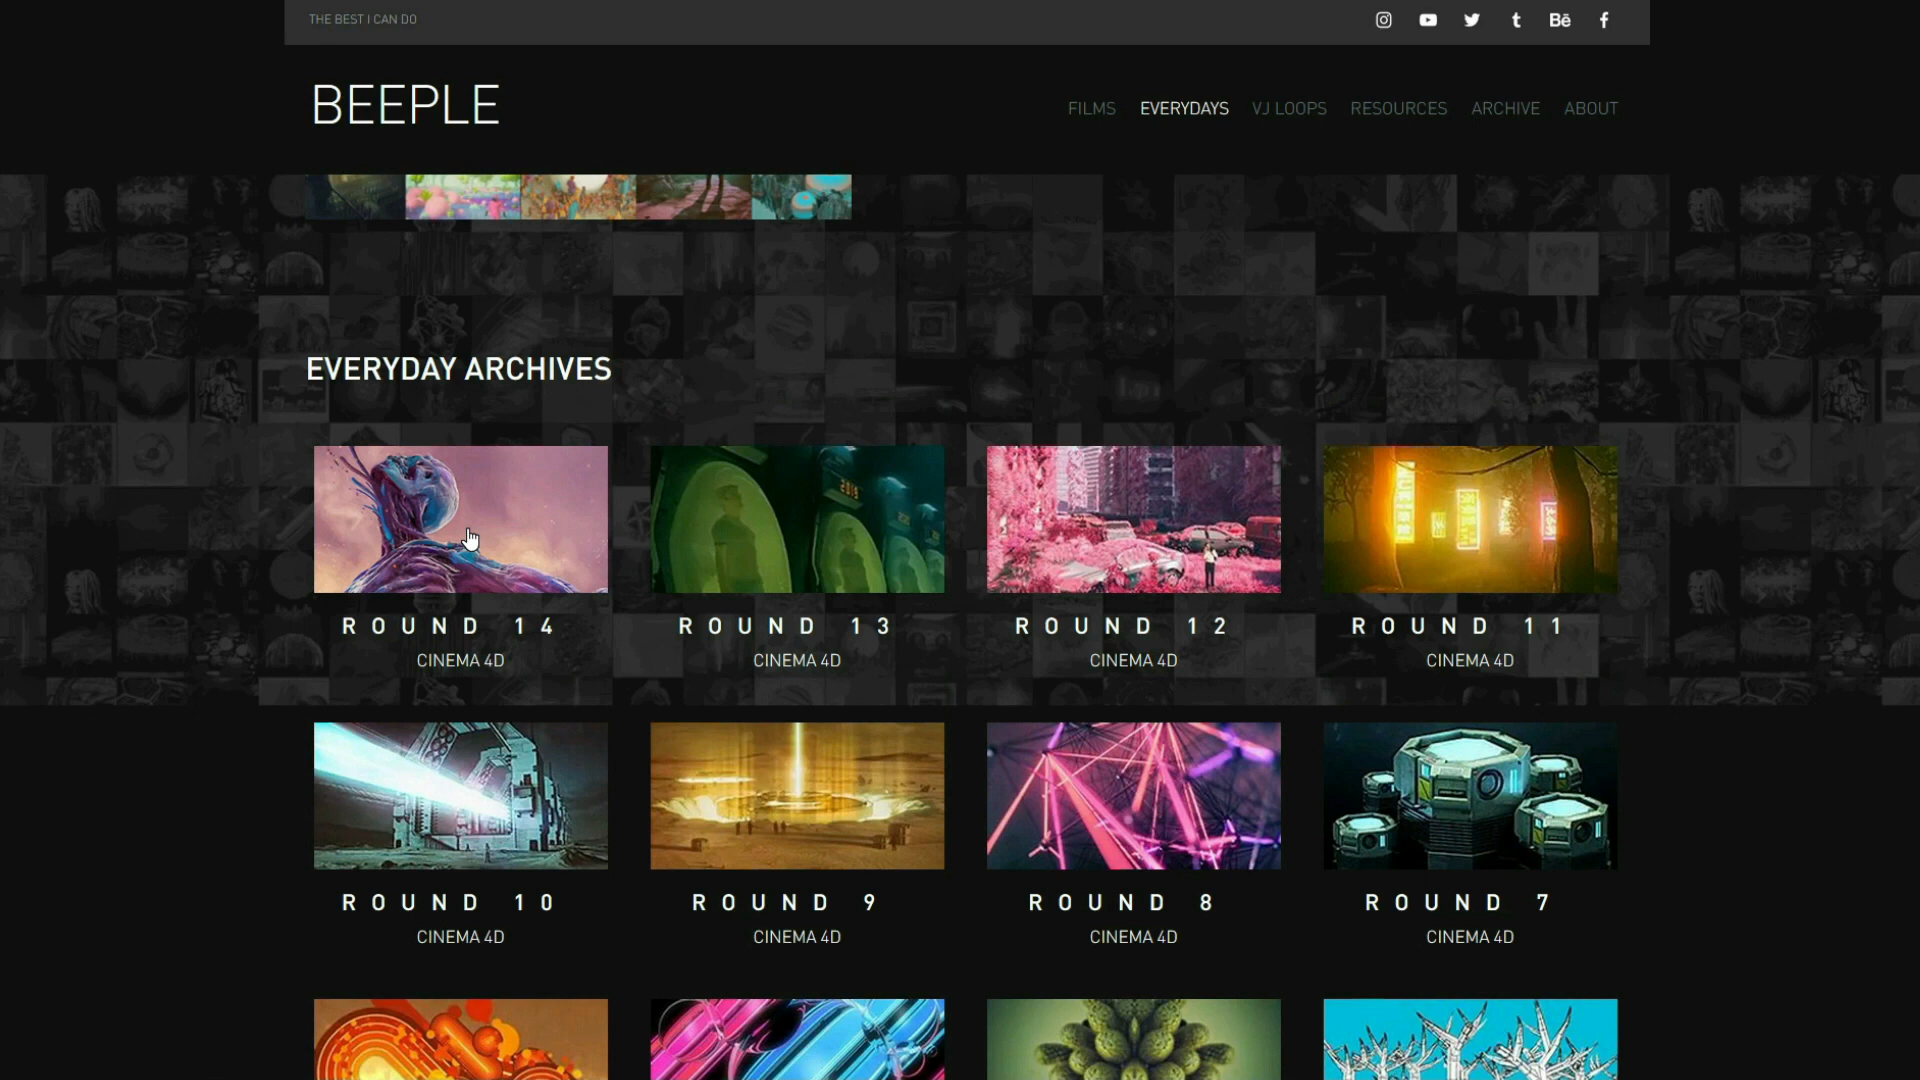 THE BEST I CAN DO
Bē
BEEPLE
FILMS EVERYDAYS VJ LOOPS RESOURCES ARCHIVE ABOUT
EVERYDAY ARCHIVES
2019
ROUND 14
ROUND 13
ROUND 12
ROUND 11
CINEMA 4D
CINEMA 4D
CINEMA 4D
CINEMA 4D
ROUND 10
ROUND 9
ROUND 8
ROUND 7
CINEMA 4D
CINEMA 4D
CINEMA 4D
CINEMA 4D